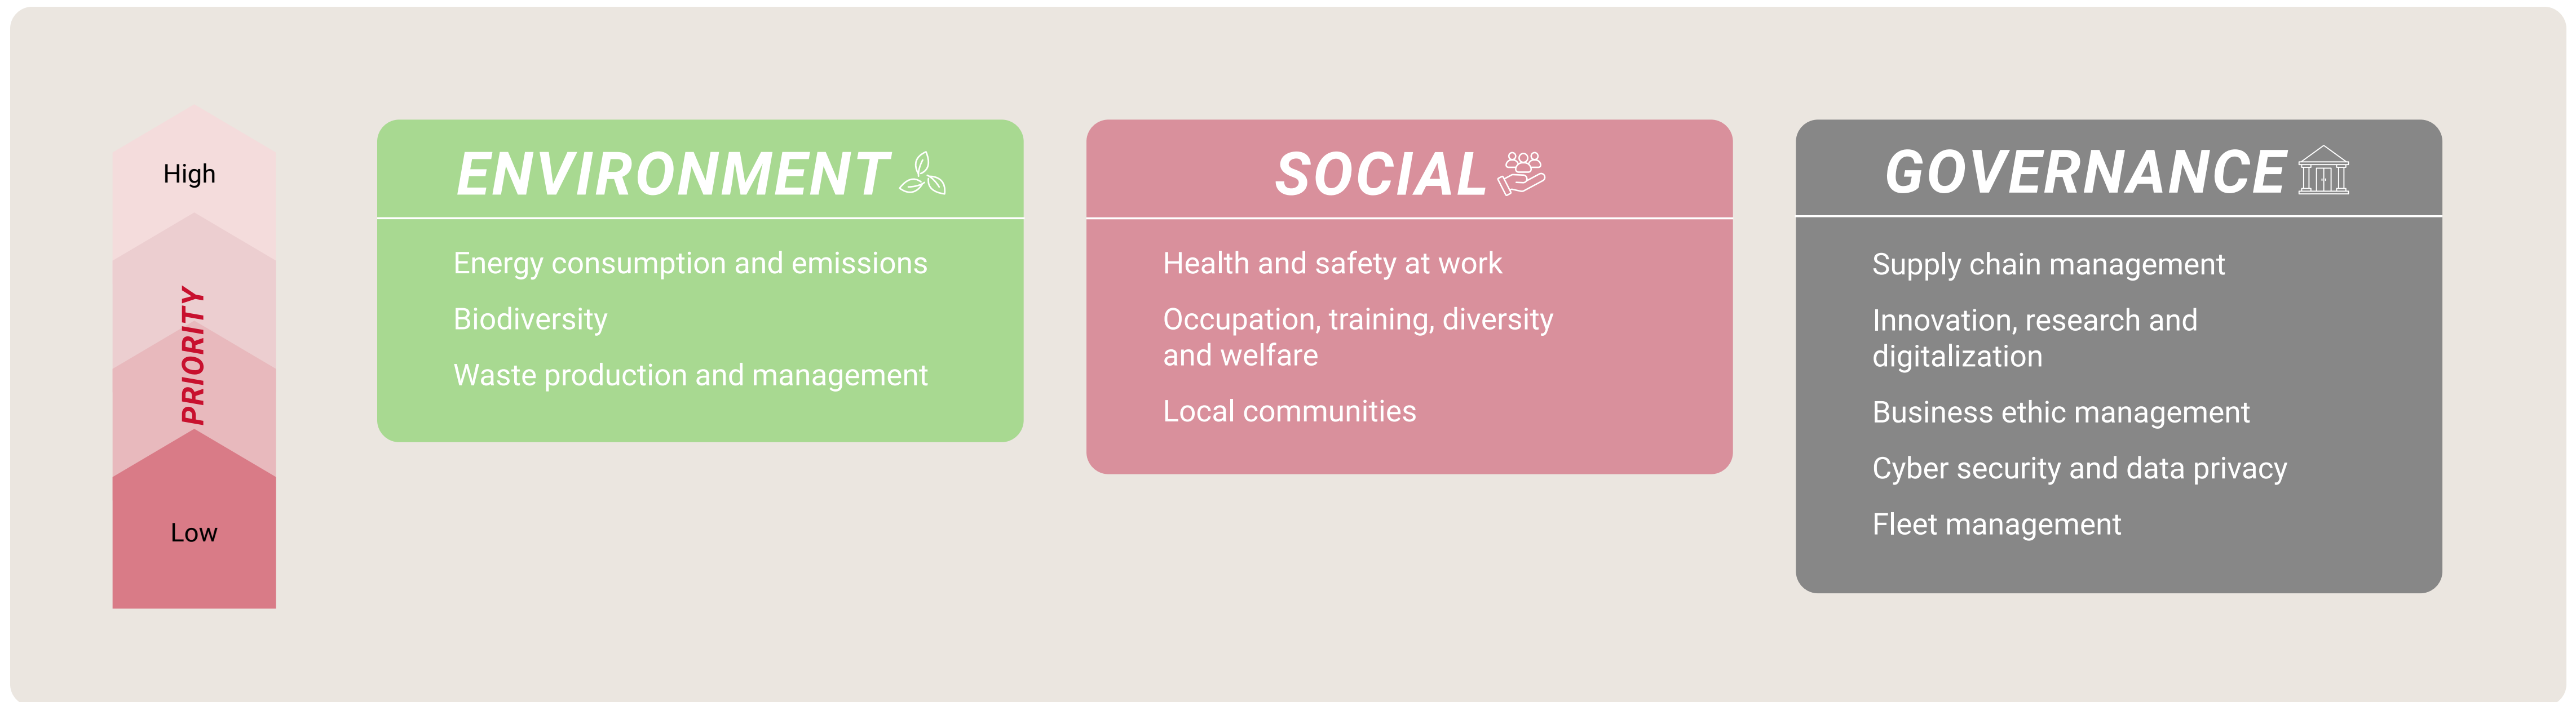 High
PRIORITY
Low
ENVIRONMENT
Energy consumption and emissions
Biodiversity
Waste production and management
SOCIAL
Health and safety at work
Occupation, training, diversity
and welfare
Local communities
GOVERNANCE
Supply chain management
Innovation, research and
digitalization
Business ethic management
Cyber security and data privacy
Fleet management